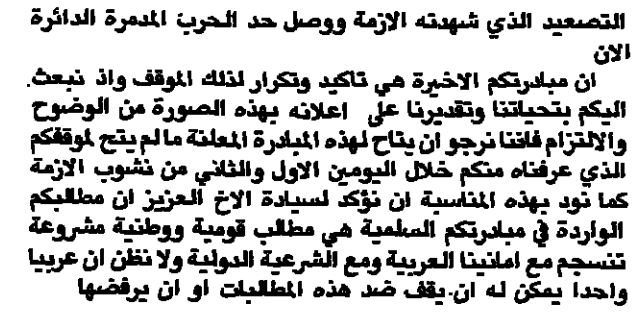 التصعيد الذي شهدته الازمة ووصل حد الحرب المدمرة الدائرة
الان
ان مبادرتكم الاخيرة هي تاكيد وتكرار لذلك الموقف واذ نبعث
اليكم بتحياتنا وتقديرنا على اعلانه بهذه الصورة من الوضوح
والالتزام فاننا نرجو ان يتاح لهذه المبادرة المعلنة ما لم يتح لموقفكم
الذي عرفناه منكم خلال اليومين الاول والثاني من نشوب الازمة
كما نود بهذه المناسبة ان نؤكد لسيادة الاخ العزيز ان مطالبكم
الواردة في مبادرتكم السلمية هي مطالب قومية ووطنية مشروعة
تنسجم مع امانينا العربية ومع الشرعية الدولية ولا نظن ان عربيا
واحدا يمكن له ان يقف ضد هذه المطالبات او ان يرفضها